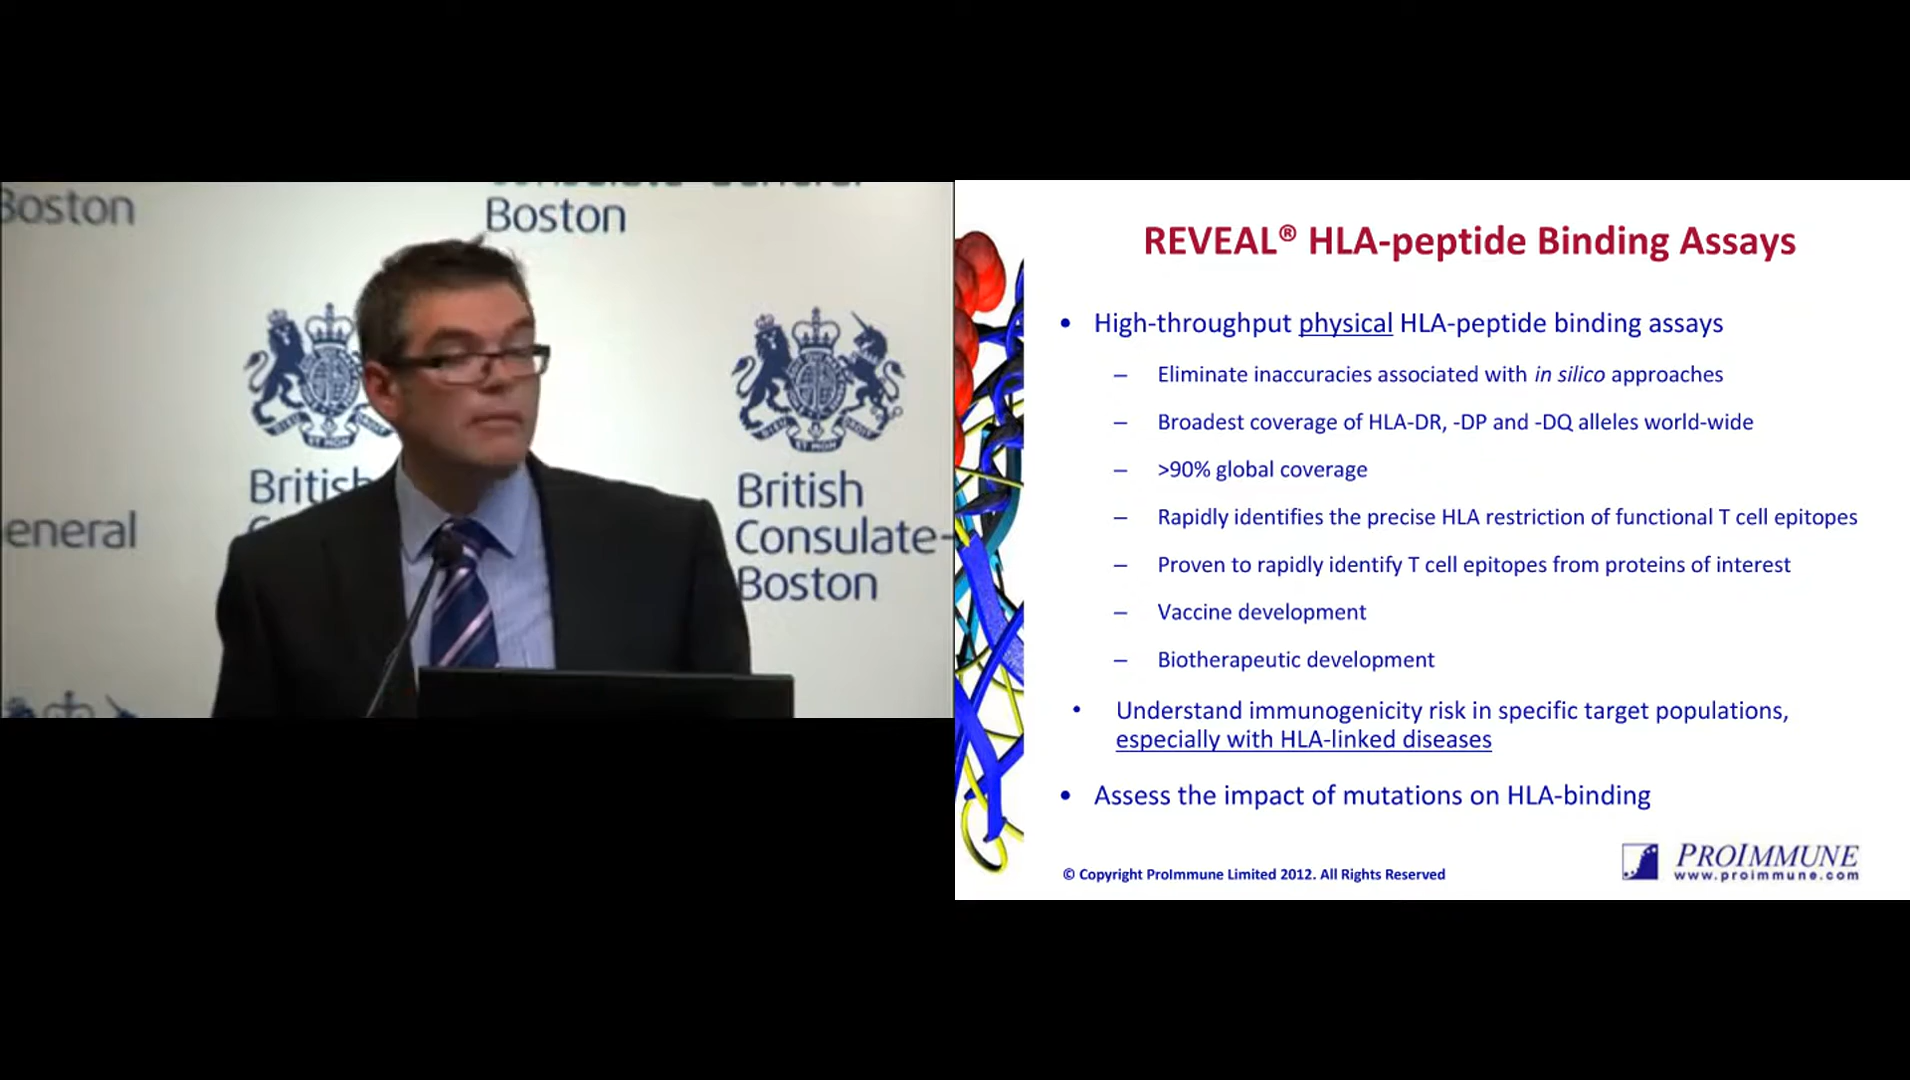 Boston
Boston
British
British
Consulate-
Boston
eneral
REVEAL® HLA-peptide Binding Assays
• High-throughput physical HLA-peptide binding assays
– Eliminate inaccuracies associated with in silico approaches
– Broadest coverage of HLA-DR, -DP and -DQ alleles world-wide
– >90% global coverage
– Rapidly identifies the precise HLA restriction of functional T cell epitopes
– Proven to rapidly identify T cell epitopes from proteins of interest
– Vaccine development
– Biotherapeutic development
• Understand immunogenicity risk in specific target populations,
especially with HLA-linked diseases
• Assess the impact of mutations on HLA-binding
© Copyright ProImmune Limited 2012. All Rights Reserved
PROIMMUNE
www.proimmune.com